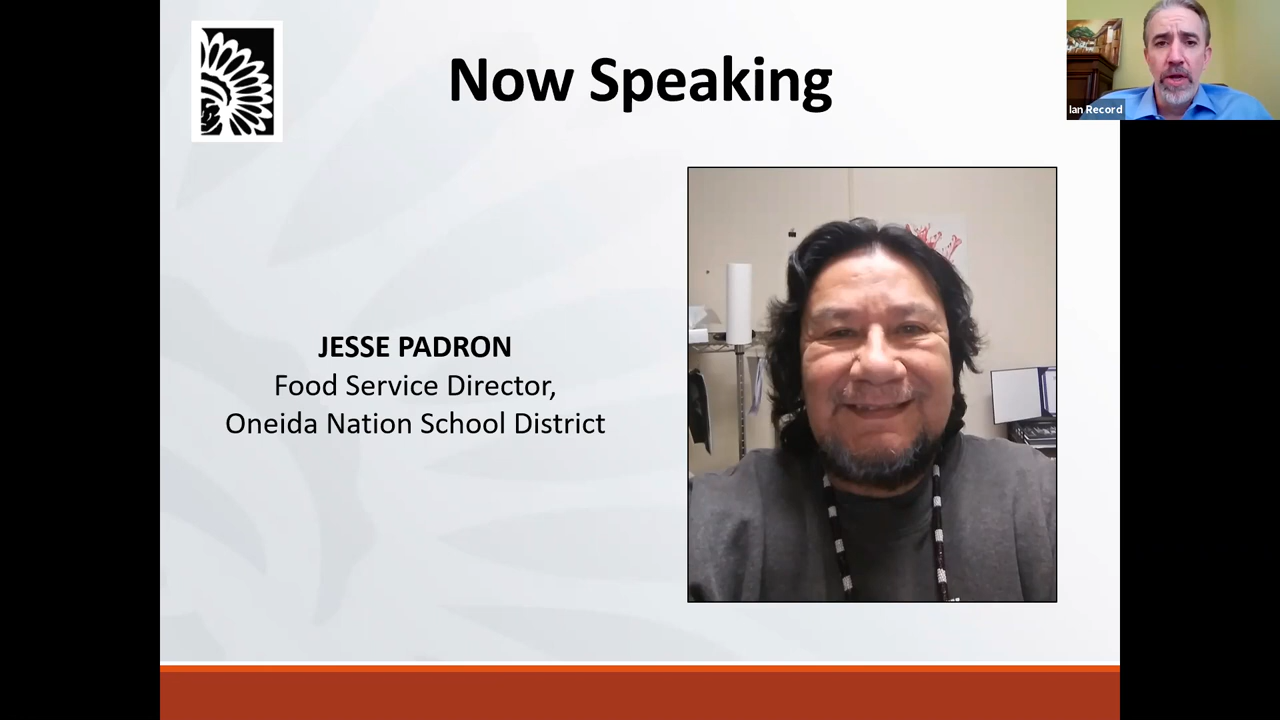 Now Speaking
Ian Record
JESSE PADRON
Food Service Director,
Oneida Nation School District